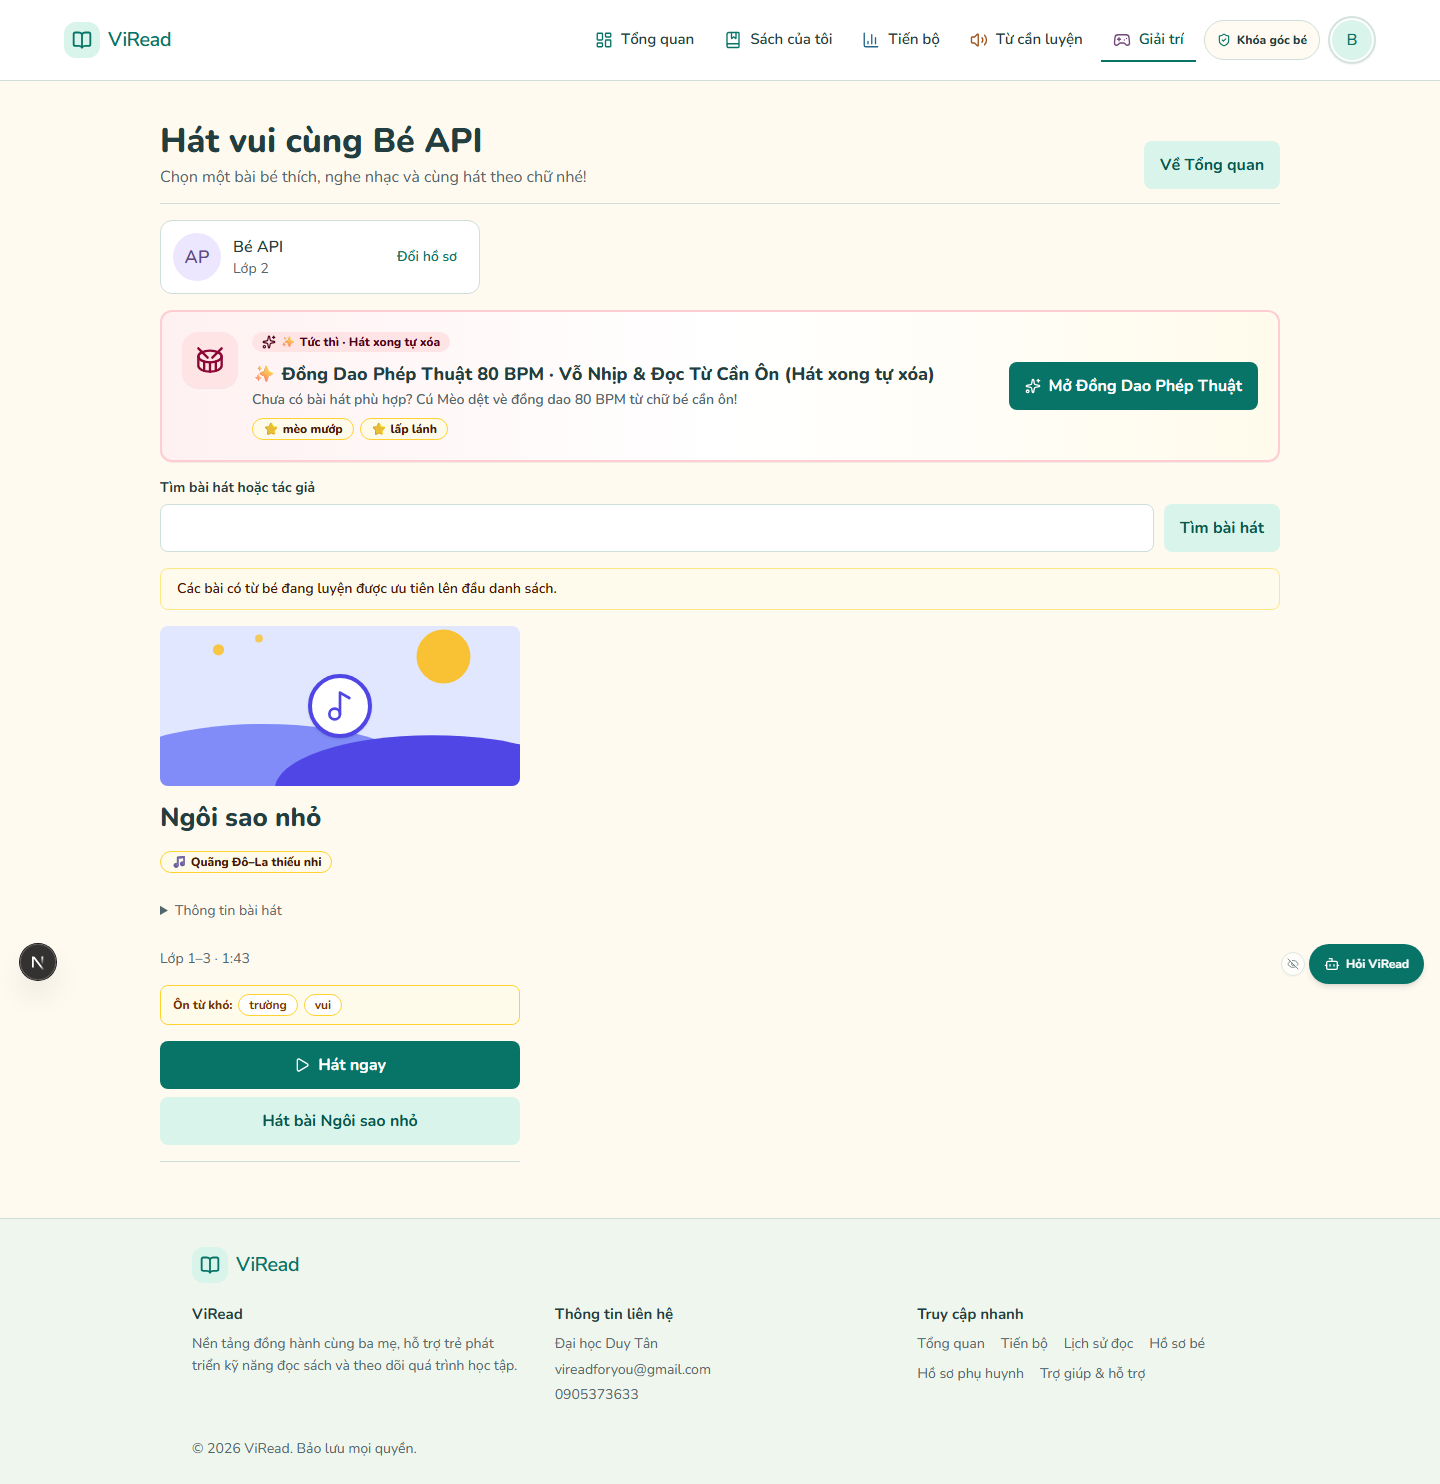 ViRead
Tổng quan
Sách của tôi
Tiến bộ
Từ cần luyện
Giải trí
Khóa góc bé
B
Hát vui cùng Bé API
Chọn một bài bé thích, nghe nhạc và cùng hát theo chữ nhé!
Về Tổng quan
AP
Bé API
Lớp 2
Đổi hồ sơ
✨ Tức thì · Hát xong tự xóa
✨ Đồng Dao Phép Thuật 80 BPM · Vỗ Nhịp & Đọc Từ Cần Ôn (Hát xong tự xóa)
Chưa có bài hát phù hợp? Cú Mèo dệt vè đồng dao 80 BPM từ chữ bé cần ôn!
⭐ mèo mướp
⭐ lấp lánh
Mở Đồng Dao Phép Thuật
Tìm bài hát hoặc tác giả
Tìm bài hát
Các bài có từ bé đang luyện được ưu tiên lên đầu danh sách.
Ngôi sao nhỏ
🎵 Quãng Đô–La thiếu nhi
Thông tin bài hát
Lớp 1–3 · 1:43
Ôn từ khó:
trường
vui
Hát ngay
Hát bài Ngôi sao nhỏ
N
Hỏi ViRead
ViRead
ViRead
Nền tảng đồng hành cùng ba mẹ, hỗ trợ trẻ phát
triển kỹ năng đọc sách và theo dõi quá trình học tập.
Thông tin liên hệ
Đại học Duy Tân
vireadforyou@gmail.com
0905373633
Truy cập nhanh
Tổng quan
Tiến bộ
Lịch sử đọc
Hồ sơ bé
Hồ sơ phụ huynh
Trợ giúp & hỗ trợ
© 2026 ViRead. Bảo lưu mọi quyền.